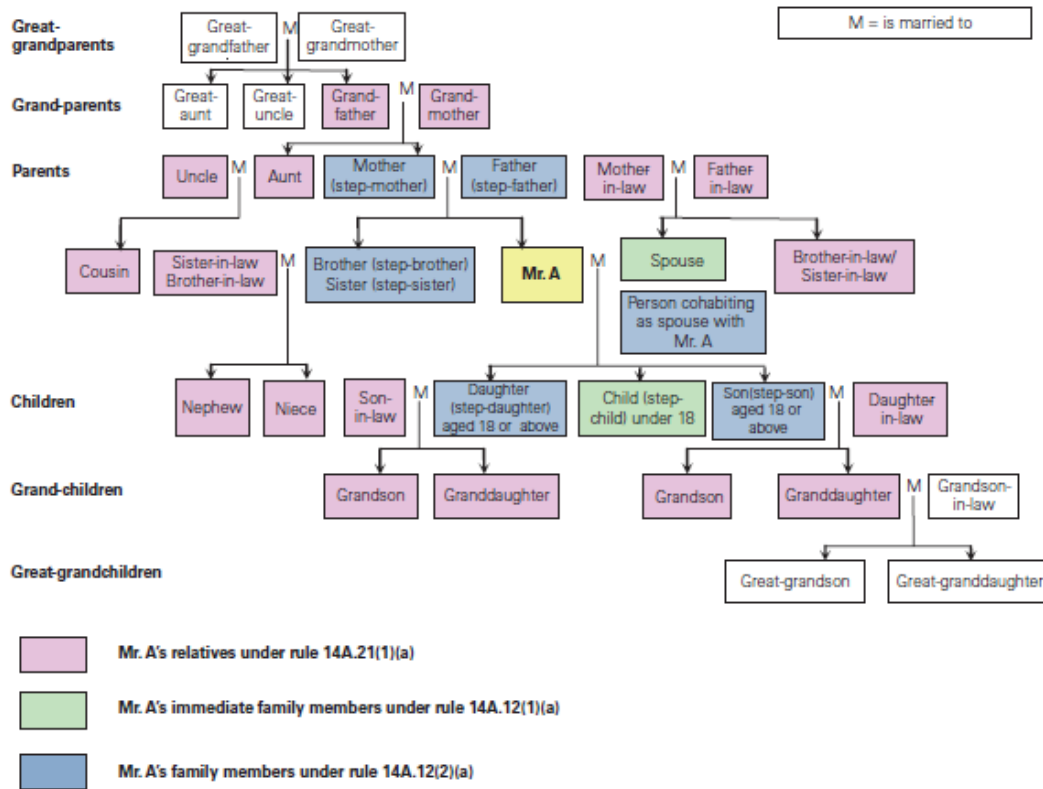 Great-
grandparents
Great-
grandfather
M
Great-
grandmother
M = is married to
Grand-parents
Great-
aunt
Great-
uncle
Grand-
father
M
Grand-
mother
Parents
Uncle
M
Aunt
Mother
(step-mother)
M
Father
(step-father)
Mother
in-law
M
Father
in-law
Cousin
Sister-in-law
Brother-in-law
M
Brother (step-brother)
Sister (step-sister)
Mr. A
M
Spouse
Brother-in-law/
Sister-in-law
Person cohabiting
as spouse with
Mr. A
Children
Nephew
Niece
Son-
in-law
M
Daughter
(step-daughter)
aged 18 or above
Child (step-
child) under 18
Son(step-son)
aged 18 or
above
M
Daughter
in-law
Grand-children
Grandson
Granddaughter
Grandson
Granddaughter
M
Grandson-
in-law
Great-grandchildren
Great-grandson
Great-granddaughter
Mr. A's relatives under rule 14A.21(1)(a)
Mr. A's immediate family members under rule 14A.12(1)(a)
Mr. A's family members under rule 14A.12(2)(a)